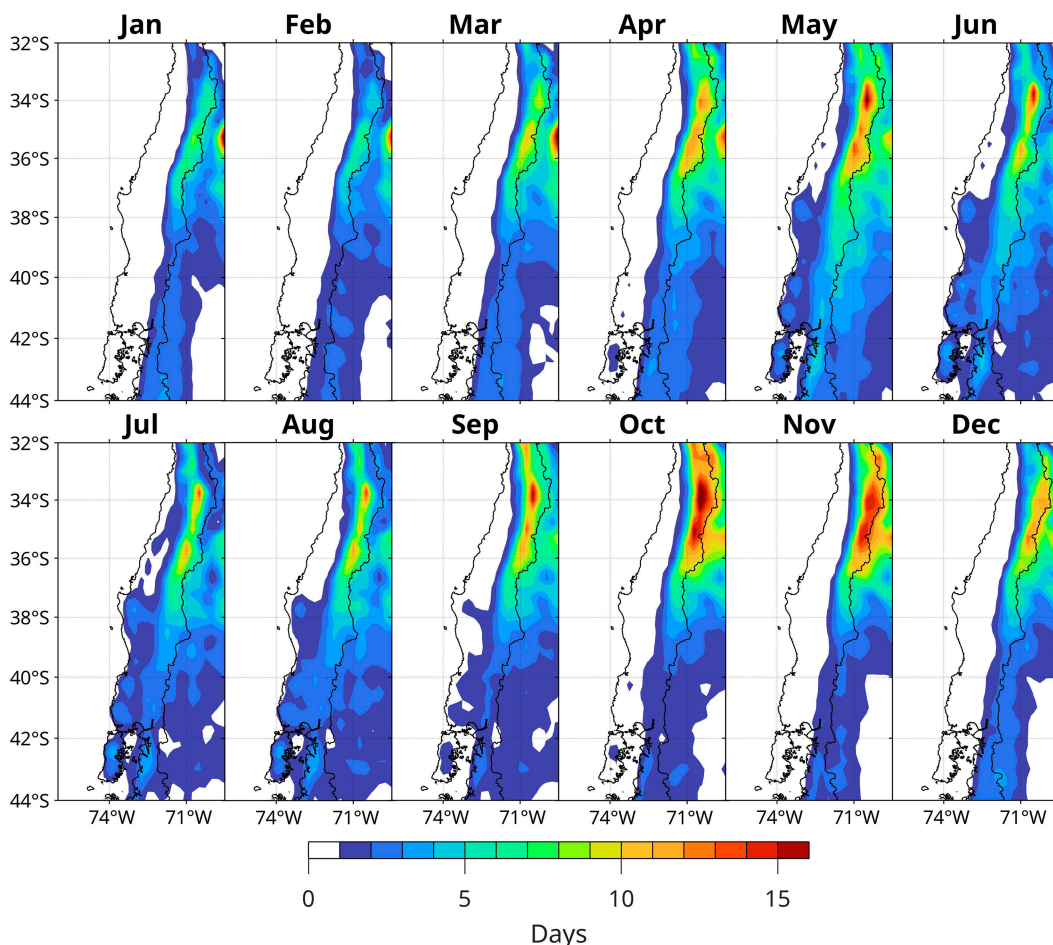 Jan Feb Mar Apr May Jun
32°S
34°S
36°S
38°S
40°S
42°S
44°S
Jul Aug Sep Oct Nov Dec
32°S
34°S
36°S
38°S
40°S
42°S
44°S
74°W 71°W 74°W 71°W 74°W 71°W 74°W 71°W 74°W 71°W 74°W 71°W
0 5 10 15
Days